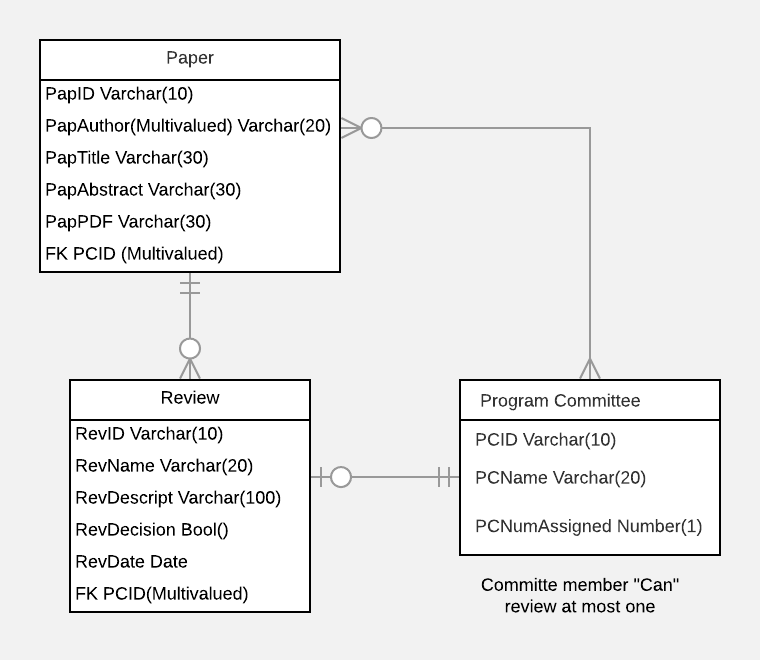 Paper
PapID Varchar(10)
PapAuthor(Multivalued) Varchar(20)
PapTitle Varchar(30)
PapAbstract Varchar(30)
PapPDF Varchar(30)
FK PCID (Multivalued)
Review
RevID Varchar(10)
RevName Varchar(20)
RevDescript Varchar(100)
RevDecision Bool()
RevDate Date
FK PCID(Multivalued)
Program Committee
PCID Varchar(10)
PCName Varchar(20)
PCNumAssigned Number(1)
Committe member "Can"
review at most one